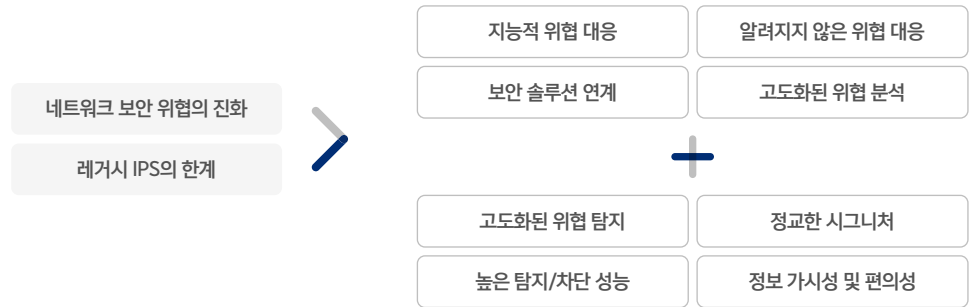 네트워크 보안 위협의 진화
레거시 IPS의 한계
지능적 위협 대응
알려지지 않은 위협 대응
보안 솔루션 연계
고도화된 위협 분석
고도화된 위협 탐지
정교한 시그니처
높은 탐지/차단 성능
정보 가시성 및 편의성